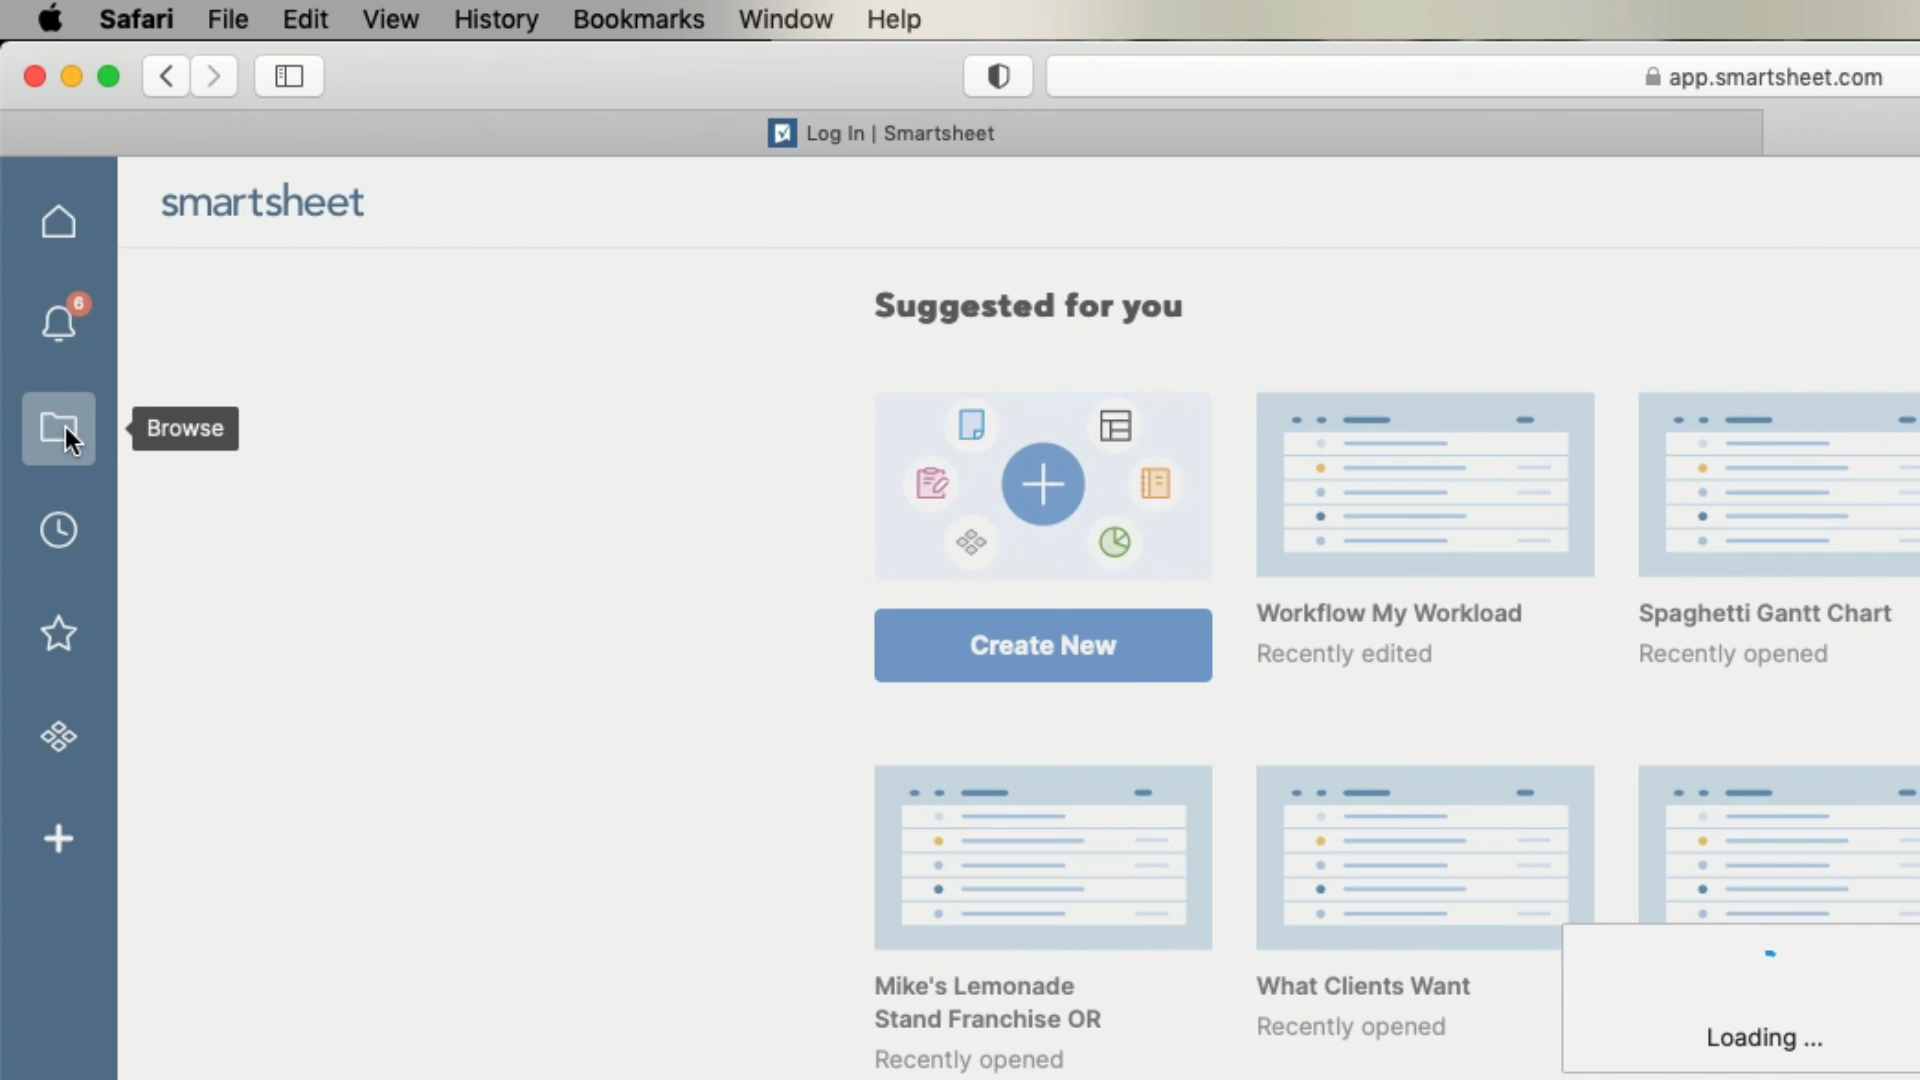 Safari File Edit View History Bookmarks Window Help
app.smartsheet.com
Log In | Smartsheet
smartsheet
6
Suggested for you
Browse
Create New
Workflow My Workload
Recently edited
Spaghetti Gantt Chart
Recently opened
Mike's Lemonade
Stand Franchise OR
Recently opened
What Clients Want
Recently opened
Loading ...